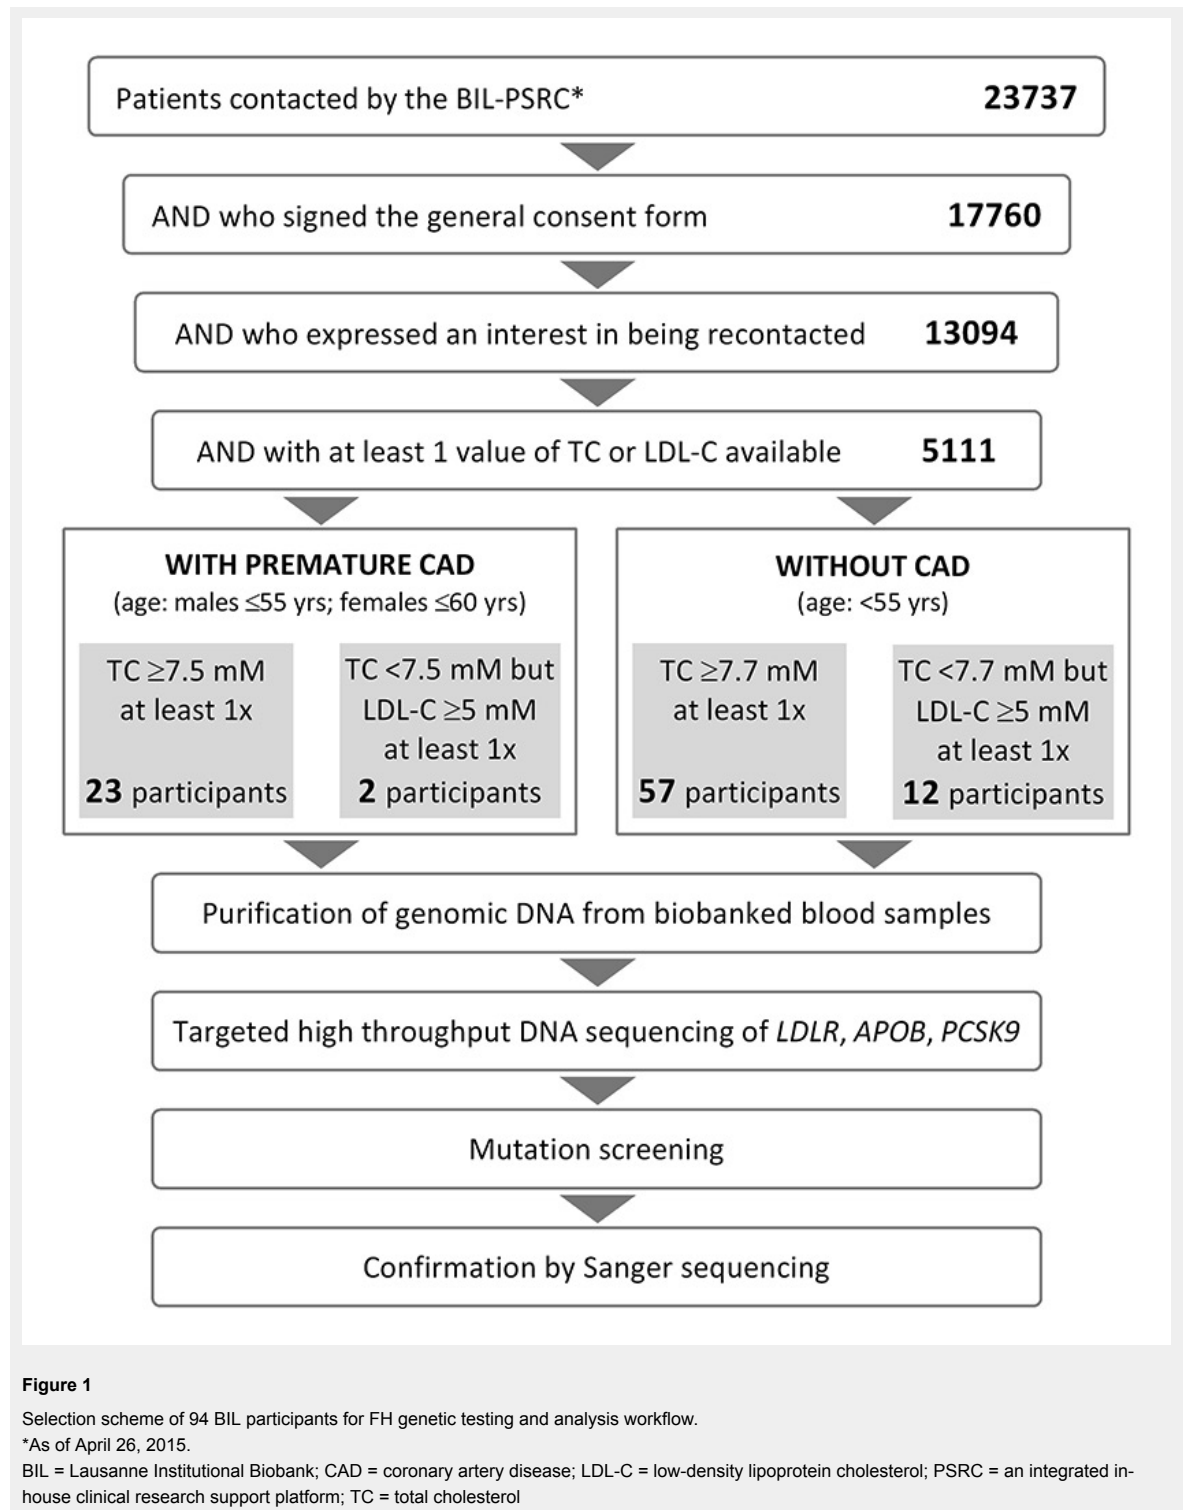 Patients contacted by the BIL-PSRC* 23737
AND who signed the general consent form 17760
AND who expressed an interest in being recontacted 13094
AND with at least 1 value of TC or LDL-C available 5111
WITH PREMATURE CAD
(age: males ≤55 yrs; females ≤60 yrs)
TC ≥7.5 mM
at least 1x
23 participants
TC <7.5 mM but
LDL-C ≥5 mM
at least 1x
2 participants
WITHOUT CAD
(age: <55 yrs)
TC ≥7.7 mM
at least 1x
57 participants
TC <7.7 mM but
LDL-C ≥5 mM
at least 1x
12 participants
Purification of genomic DNA from biobanked blood samples
Targeted high throughput DNA sequencing of LDLR, APOB, PCSK9
Mutation screening
Confirmation by Sanger sequencing
Figure 1
Selection scheme of 94 BIL participants for FH genetic testing and analysis workflow.
*As of April 26, 2015.
BIL = Lausanne Institutional Biobank; CAD = coronary artery disease; LDL-C = low-density lipoprotein cholesterol; PSRC = an integrated in-
house clinical research support platform; TC = total cholesterol